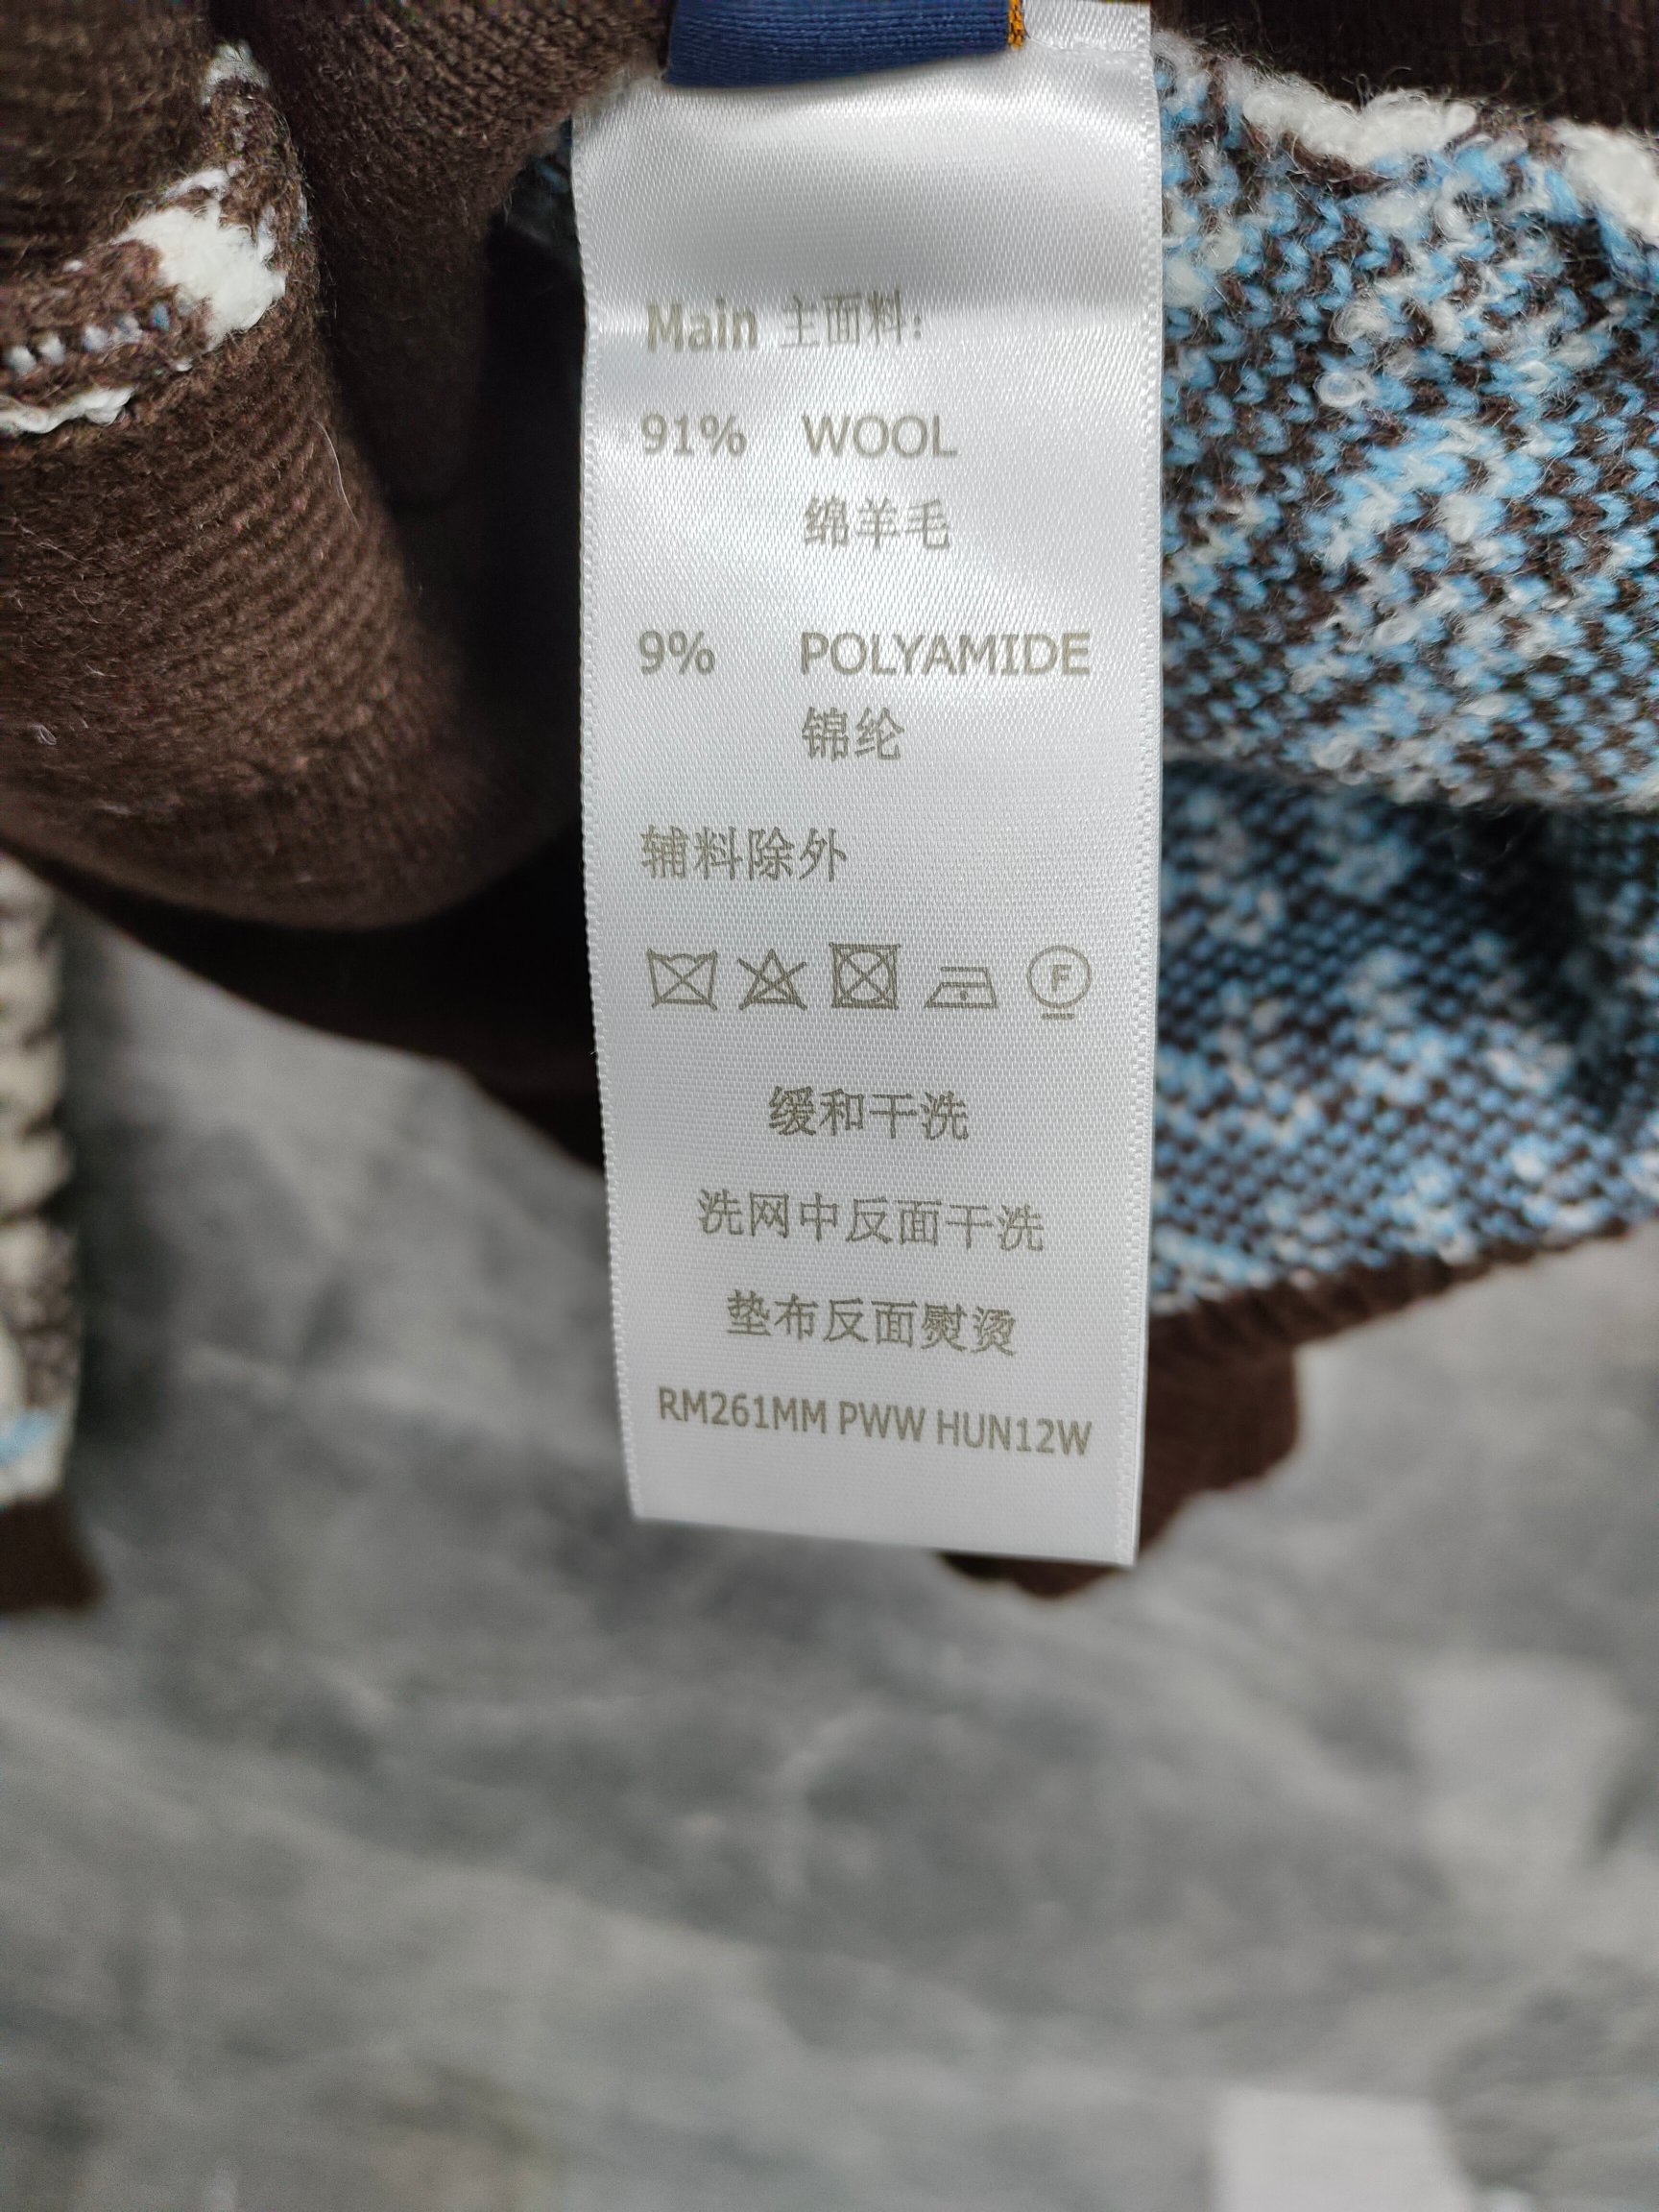 Main 主面料:
91% WOOL
绵羊毛
9% POLYAMIDE
锦纶
辅料除外
F
缓和干洗
洗网中反面干洗
垫布反面熨烫
RM261MM PWW HUN12W